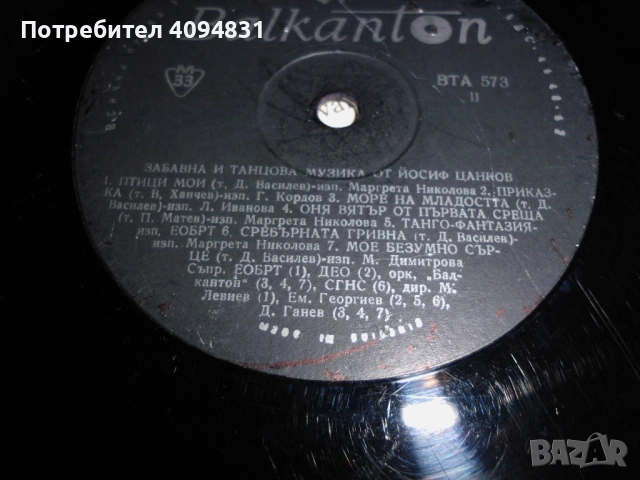 Потребител 4094831
Balkanton
М
33
ВТА 573
II
ЗАБАВНА И ТАНЦОВА МУЗИКА ОТ ЙОСИФ ЦАНКОВ
1. ПТИЦИ МОИ (т. Д. Василев)-изп. Маргрета Николова 2. ПРИКАЗ-
КА (т. В. Ханчев)-изп. Г. Кордов 3. МОРЕ НА МЛАДОСТТА (т. Д.
Василев)-изп. Л. Иванова 4. ОНЯ ВЯТЪР ОТ ПЪРВАТА СРЕЩА
(т. П. Матев)-изп. Маргрета Николова 5. ТАНГО-ФАНТАЗИЯ-
изп. ЕОБРТ 6. СРЕБЪРНАТА ГРИВНА (т. Д. Василев)-
изп. Маргрета Николова 7. МОЕ БЕЗУМНО СЪР-
ЦЕ (т. Д. Василев)-изп. М. Димитрова
Съпр. ЕОБРТ (1), ДЕО (2), орк. „Бал-
кантон" (3, 4, 7), СГНС (6), дир. М.
Левиев (1), Ем. Георгиев (2, 5, 6),
Д. Ганев (3, 4, 7)
BAZAR